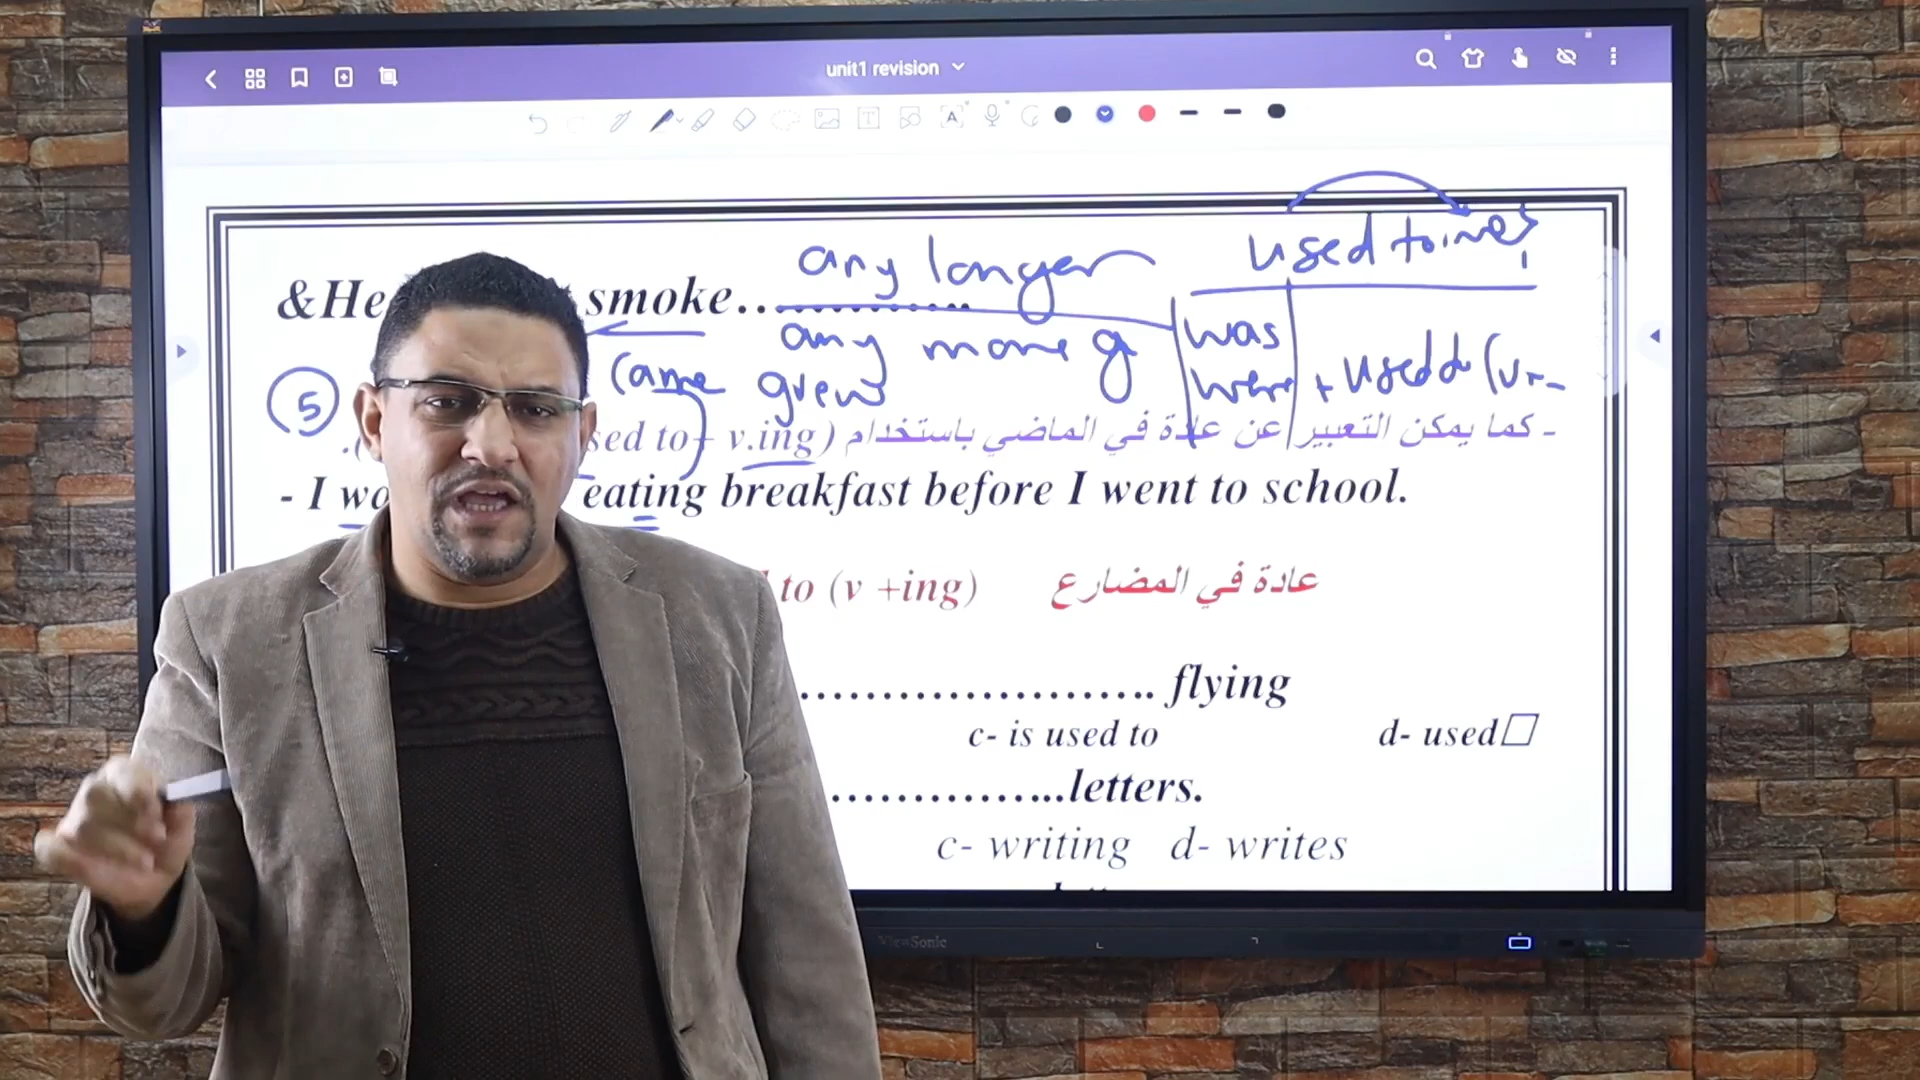 unit1 revision
any longer
used to
&He smoke............
any more
was
5
came grew
were + used to (v+
- كما يمكن التعبير عن عادة في الماضي باستخدام (sed to+ v.ing).
- I wa eating breakfast before I went to school.
to (v +ing) عادة في المضارع
........................ flying
c- is used to d- used
................letters.
c- writing d- writes
ViewSonic